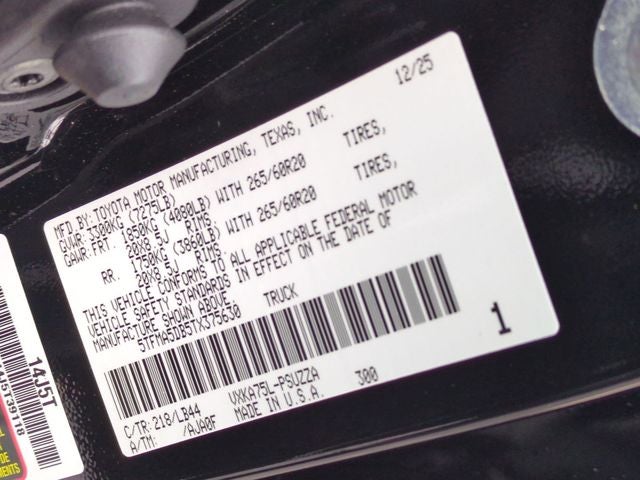 12/25
MFD BY:TOYOTA MOTOR MANUFACTURING, TEXAS, INC.
GVWR:3300KG (7275LB)
GAWR:FRT. 1850KG (4080LB) WITH 265/60R20 TIRES,
20X8.5J RIMS
RR. 1750KG (3860LB) WITH 265/60R20 TIRES,
20X8.5J RIMS
THIS VEHICLE CONFORMS TO ALL APPLICABLE FEDERAL MOTOR
VEHICLE SAFETY STANDARDS IN EFFECT ON THE DATE OF
MANUFACTURE SHOWN ABOVE.
5TFMA5DB5TX375630 TRUCK
1
C/TR:218/LB44 VXKA75L-PSUZZA 300
A/TM: /AJA0F MADE IN U.S.A.
14J5T
14J5T39118